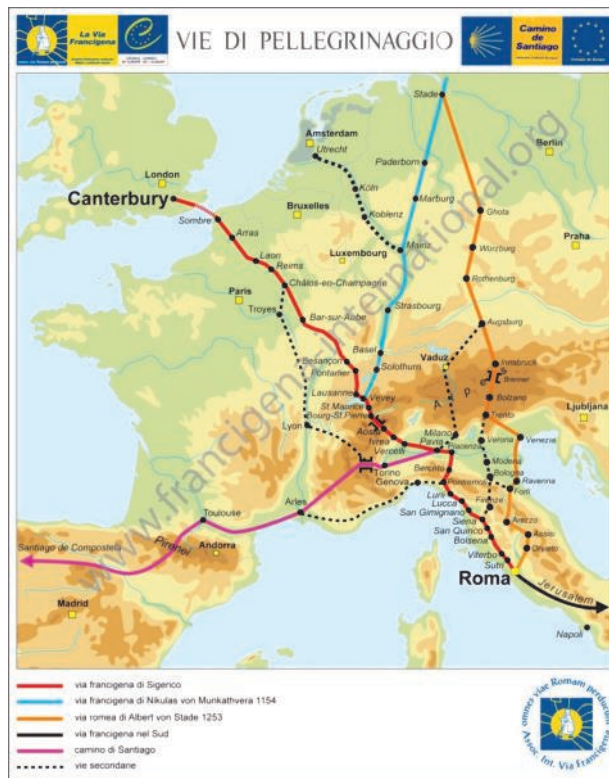 La Via
Francigena
VIE DI PELLEGRINAGGIO
Camino
de
Santiago
Stade
Amsterdam
Utrecht
Berlin
Paderborn
London
Canterbury
Köln
Marburg
Bruxelles
Koblenz
Ghota
Sombre
Arras
Mainz
Praha
Würzburg
Luxembourg
Laon
Reims
Rothenburg
Châlos-en-Champagne
Paris
Troyes
Strasbourg
Bar-sur-Aube
Augsburg
Basel
Vaduz
Besançon
Solothurn
Innsbruck
Pontarlier
Brenner
Alpes
Lausanne
Vevey
Bolzano
Ljubljana
St Maurice
Bourg-St.Pierre
Trento
Aosta
Lyon
Ivrea
Milano
Verona
Venezia
Vercelli
Pavia
Piacenza
Torino
Berceto
Modena
Bologna
Genova
Pontremoli
Ravenna
Forlì
Arles
Luni
Lucca
Firenze
San Gimignano
Toulouse
Siena
Arezzo
San Quirico
Assisi
Santiago de Compostella
Pirenei
Andorra
Bolsena
Orvieto
Viterbo
Sutri
Roma
Jerusalem
Madrid
Napoli
www.francigena-international.org
via francigena di Sigerico
via francigena di Nikulas von Munkathvera 1154
via romea di Albert von Stade 1253
via francigena nel Sud
camino di Santiago
vie secondarie
omnes viae Romam perducunt
Assoc. Int. Via Francigena